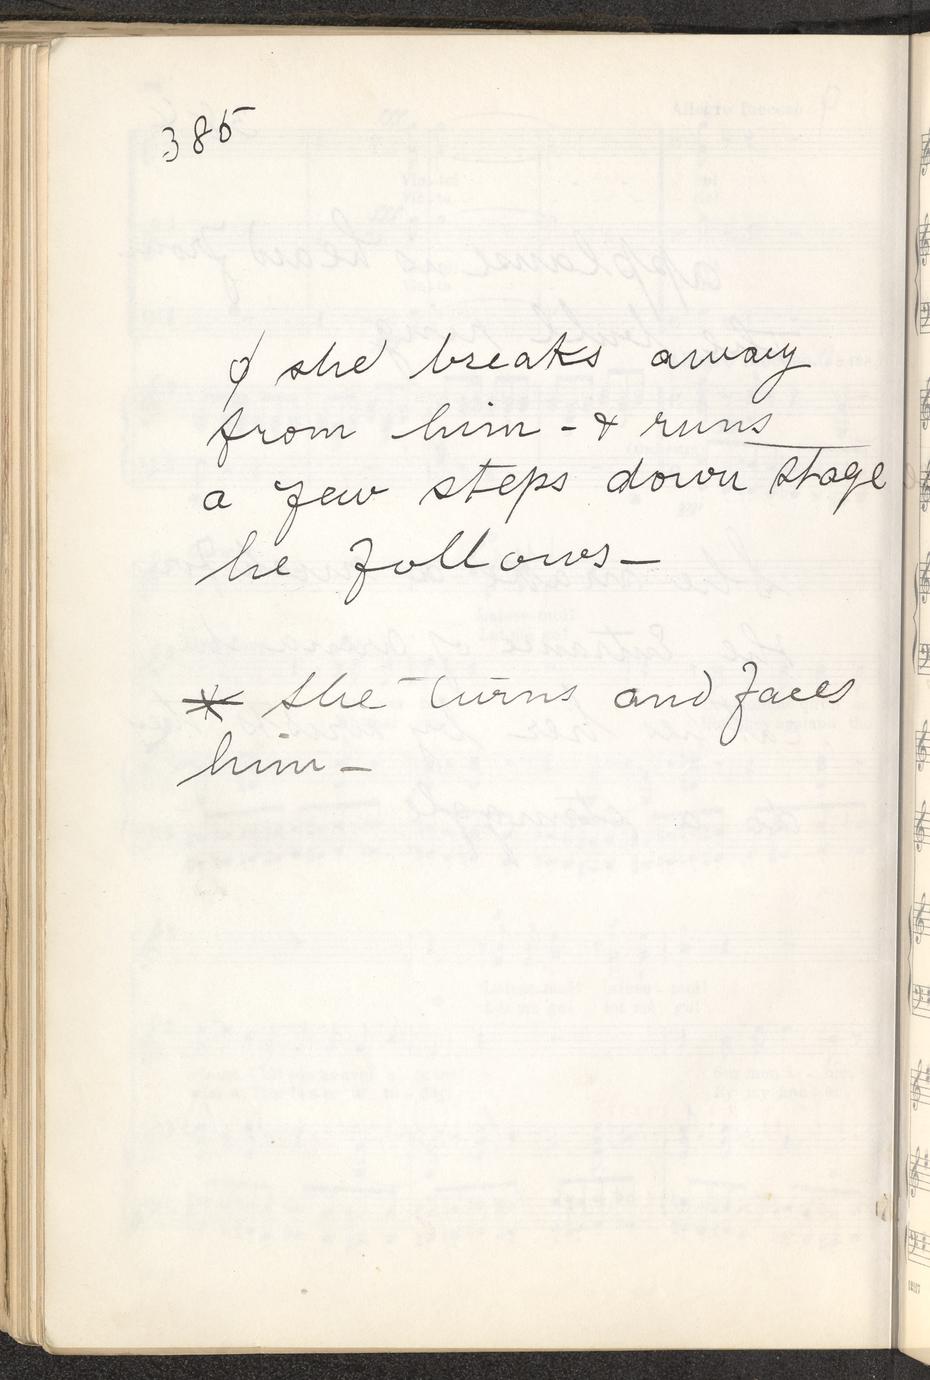 385
φ she breaks away
from him - & runs
a few steps down stage
he follows -
* she turns and faces
him -